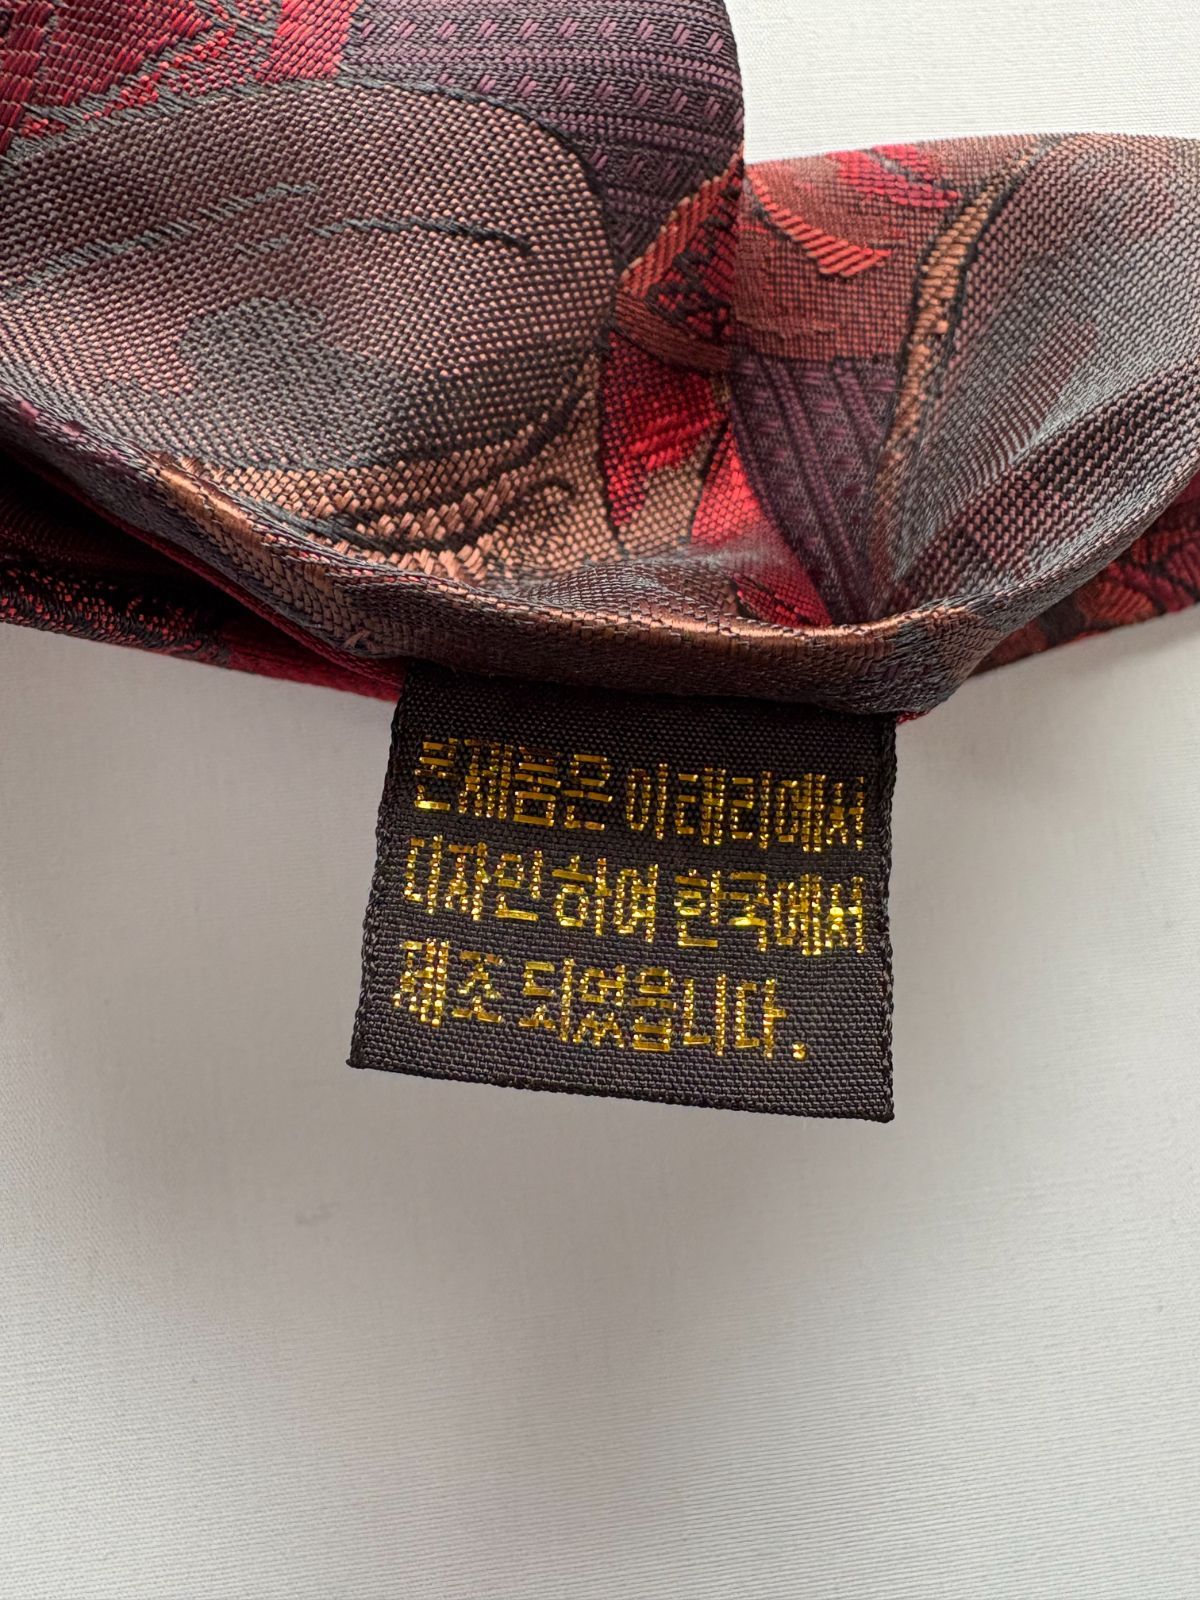 본제품은 이태리에서
디자인하여 한국에서
제조 되었읍니다.